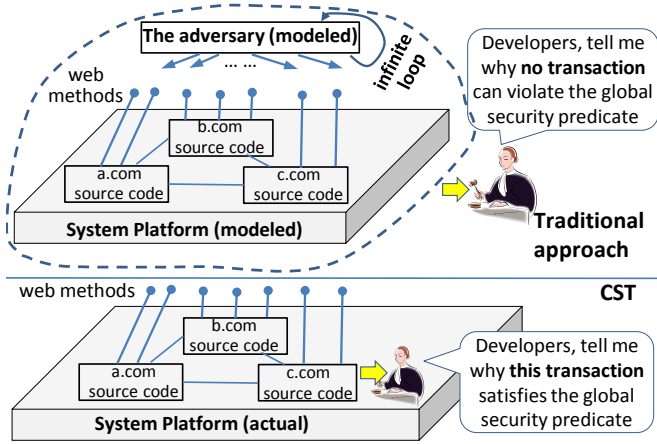 The adversary (modeled)
... ...
infinite
loop
web
methods
b.com
source code
a.com
source code
c.com
source code
System Platform (modeled)
Developers, tell me
why no transaction
can violate the global
security predicate
Traditional
approach
web methods
CST
b.com
source code
a.com
source code
c.com
source code
System Platform (actual)
Developers, tell me
why this transaction
satisfies the global
security predicate